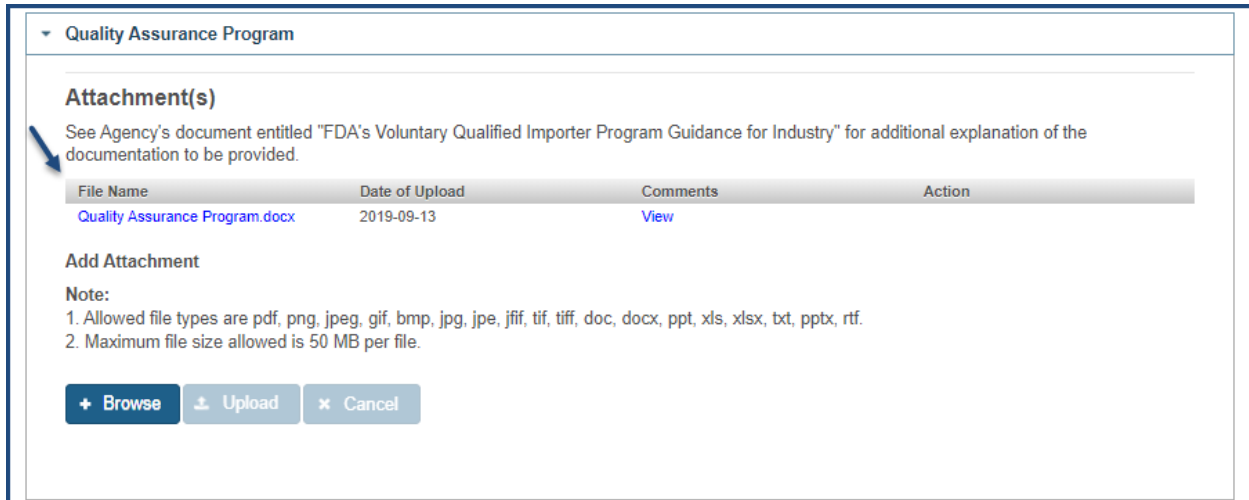 Quality Assurance Program
Attachment(s)
See Agency's document entitled "FDA's Voluntary Qualified Importer Program Guidance for Industry" for additional explanation of the
documentation to be provided.
File Name Date of Upload Comments Action
Quality Assurance Program.docx 2019-09-13 View
Add Attachment
Note:
1. Allowed file types are pdf, png, jpeg, gif, bmp, jpg, jpe, jfif, tif, tiff, doc, docx, ppt, xls, xlsx, txt, pptx, rtf.
2. Maximum file size allowed is 50 MB per file.
Browse Upload Cancel